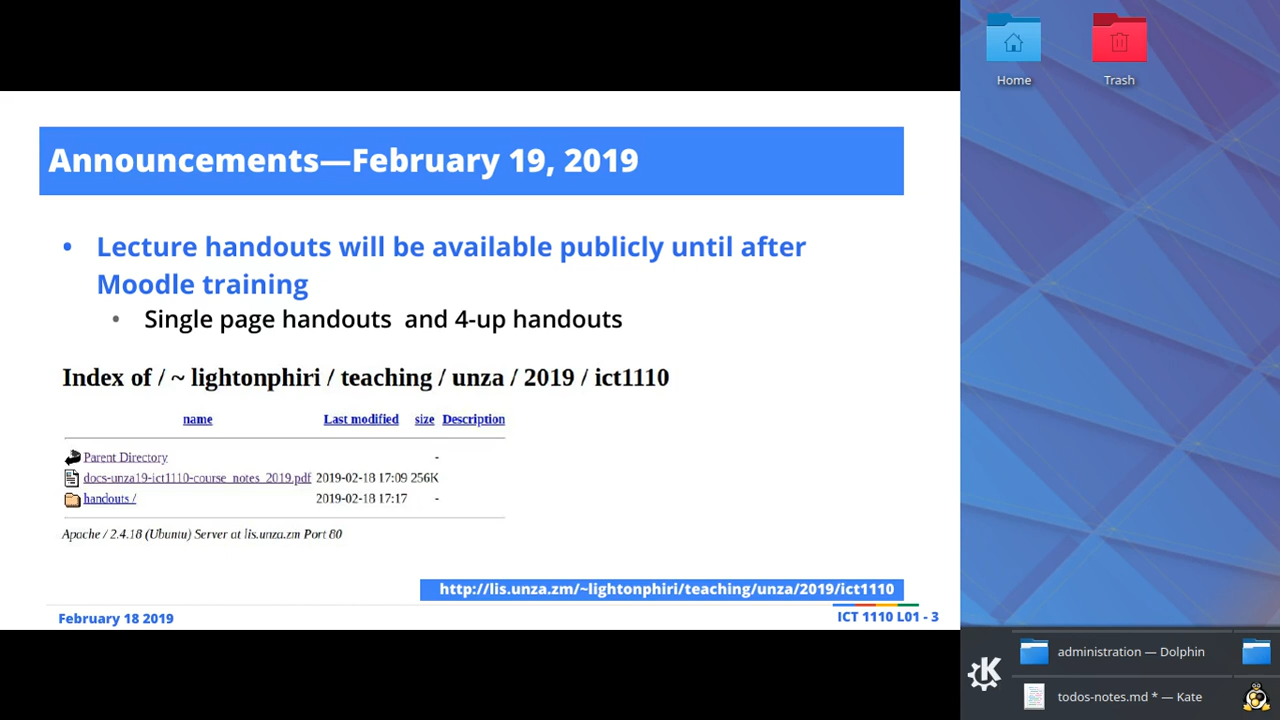 Announcements—February 19, 2019
• Lecture handouts will be available publicly until after
Moodle training
• Single page handouts and 4-up handouts
Index of / ~ lightonphiri / teaching / unza / 2019 / ict1110
name Last modified size Description
Parent Directory -
docs-unza19-ict1110-course_notes_2019.pdf 2019-02-18 17:09 256K
handouts / 2019-02-18 17:17 -
Apache / 2.4.18 (Ubuntu) Server at lis.unza.zm Port 80
http://lis.unza.zm/~lightonphiri/teaching/unza/2019/ict1110
February 18 2019
ICT 1110 L01 - 3
Home
Trash
administration — Dolphin
todos-notes.md * — Kate